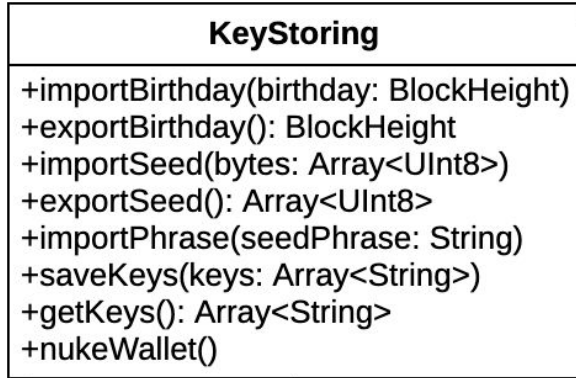 KeyStoring
+importBirthday(birthday: BlockHeight)
+exportBirthday(): BlockHeight
+importSeed(bytes: Array<UInt8>)
+exportSeed(): Array<UInt8>
+importPhrase(seedPhrase: String)
+saveKeys(keys: Array<String>)
+getKeys(): Array<String>
+nukeWallet()